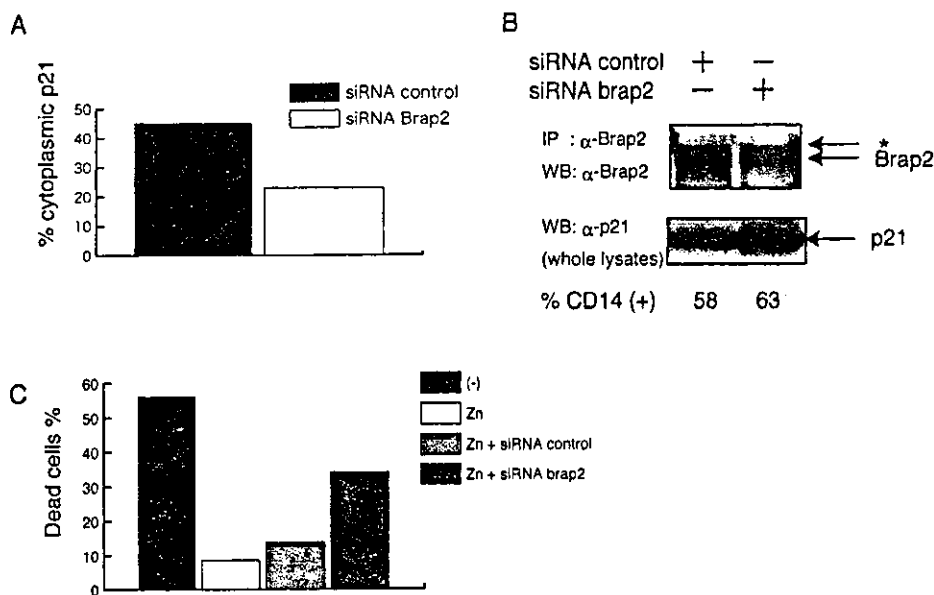 A
% cytoplasmic p21
50
40
30
20
10
0
siRNA control
siRNA Brap2
B
siRNA control + −
siRNA brap2 − +
IP : α-Brap2
WB: α-Brap2
*
Brap2
WB: α-p21
(whole lysates)
p21
% CD14 (+) 58 63
C
Dead cells %
60
50
40
30
20
10
0
(-)
Zn
Zn + siRNA control
Zn + siRNA brap2